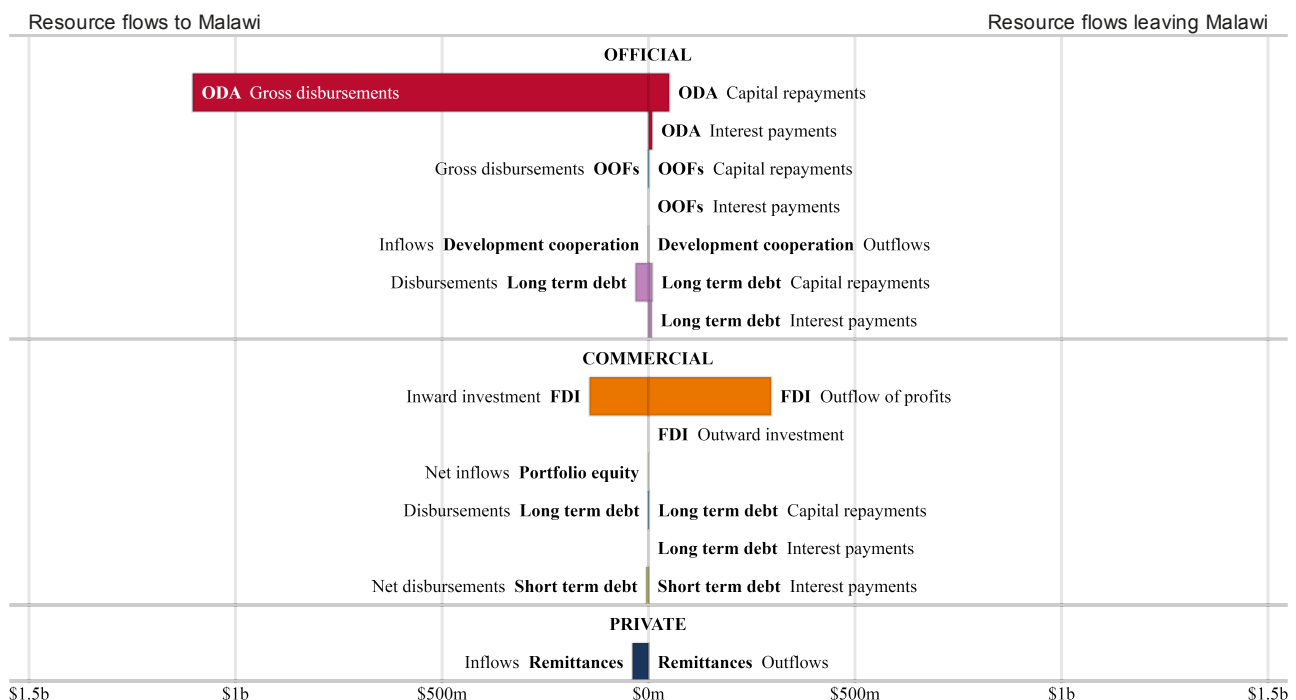 Resource flows to Malawi Resource flows leaving Malawi
OFFICIAL
ODA Gross disbursements ODA Capital repayments
ODA Interest payments
Gross disbursements OOFs OOFs Capital repayments
OOFs Interest payments
Inflows Development cooperation Development cooperation Outflows
Disbursements Long term debt Long term debt Capital repayments
Long term debt Interest payments
COMMERCIAL
Inward investment FDI FDI Outflow of profits
FDI Outward investment
Net inflows Portfolio equity
Disbursements Long term debt Long term debt Capital repayments
Long term debt Interest payments
Net disbursements Short term debt Short term debt Interest payments
PRIVATE
Inflows Remittances Remittances Outflows
$1.5b $1b $500m $0m $500m $1b $1.5b